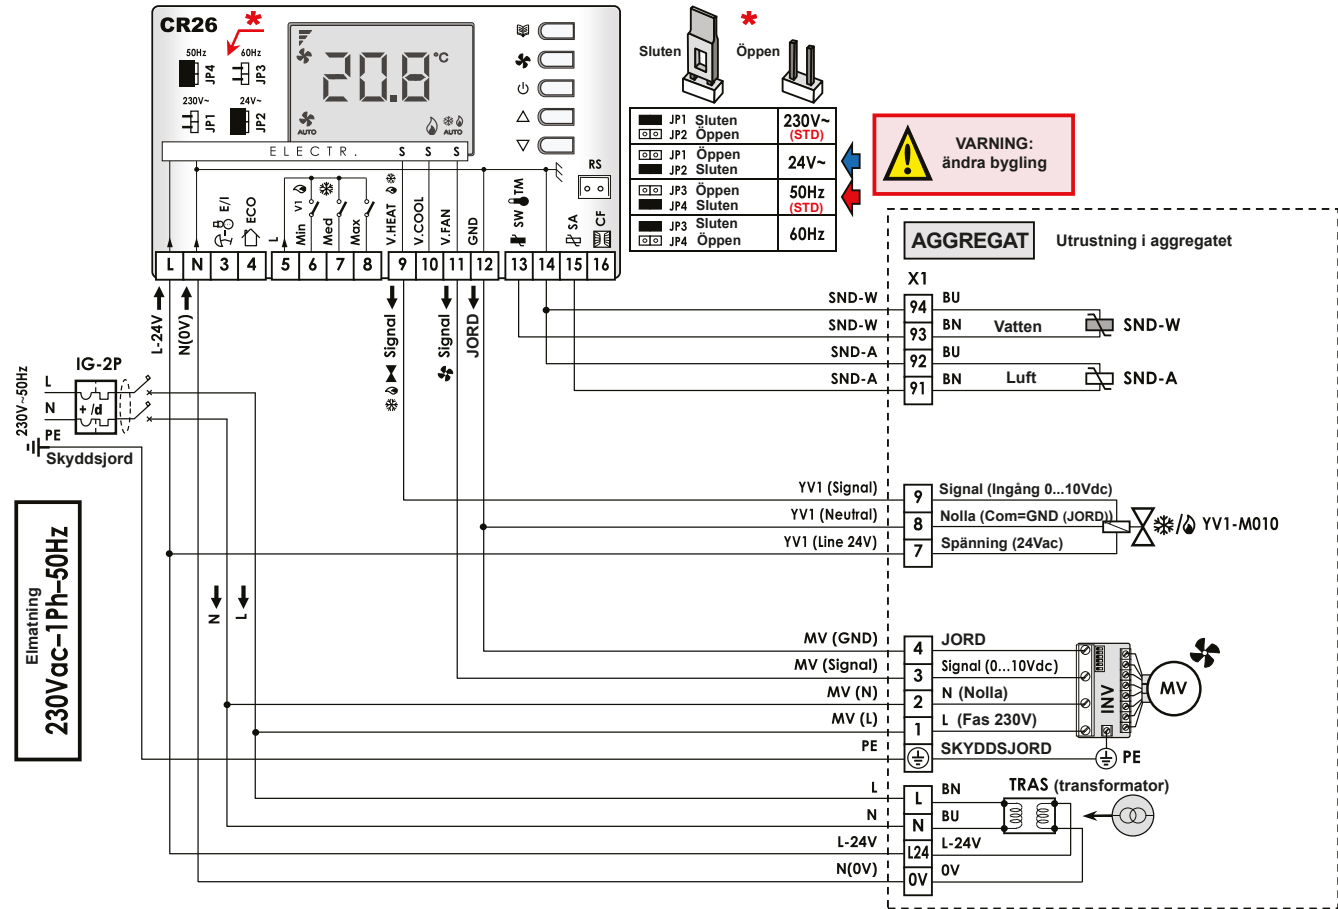 CR26
*
50Hz
60Hz
JP4
JP3
230V~
24V~
JP1
JP2
20.8 °C
AUTO
AUTO
ELECTR. S S S
RS
Sluten
*
Öppen
JP1 Sluten
JP2 Öppen
230V~
(STD)
JP1 Öppen
JP2 Sluten
24V~
JP3 Öppen
JP4 Sluten
50Hz
(STD)
JP3 Sluten
JP4 Öppen
60Hz
VARNING:
ändra bygling
E/I
ECO
L
V1
Min
Med
Max
V.HEAT
V.COOL
V.FAN
GND
SW
TM
SA
CF
L N 3 4 5 6 7 8 9 10 11 12 13 14 15 16
L-24V
N(0V)
Signal
Signal
JORD
AGGREGAT
Utrustning i aggregatet
X1
SND-W 94 BU
SND-W 93 BN
Vatten
SND-W
SND-A 92 BU
SND-A 91 BN
Luft
SND-A
IG-2P
230V~50Hz
L
N
+ /d
PE
Skyddsjord
YV1 (Signal) 9 Signal (Ingång 0...10Vdc)
YV1 (Neutral) 8 Nolla (Com=GND (JORD))
YV1 (Line 24V) 7 Spänning (24Vac)
/
YV1-M010
Elmatning
230Vac–1Ph–50Hz
N
L
MV (GND) 4 JORD
MV (Signal) 3 Signal (0...10Vdc)
MV (N) 2 N (Nolla)
MV (L) 1 L (Fas 230V)
PE SKYDDSJORD
INV
MV
PE
TRAS (transformator)
L L BN
N N BU
L-24V L24 L-24V
N(0V) 0V 0V